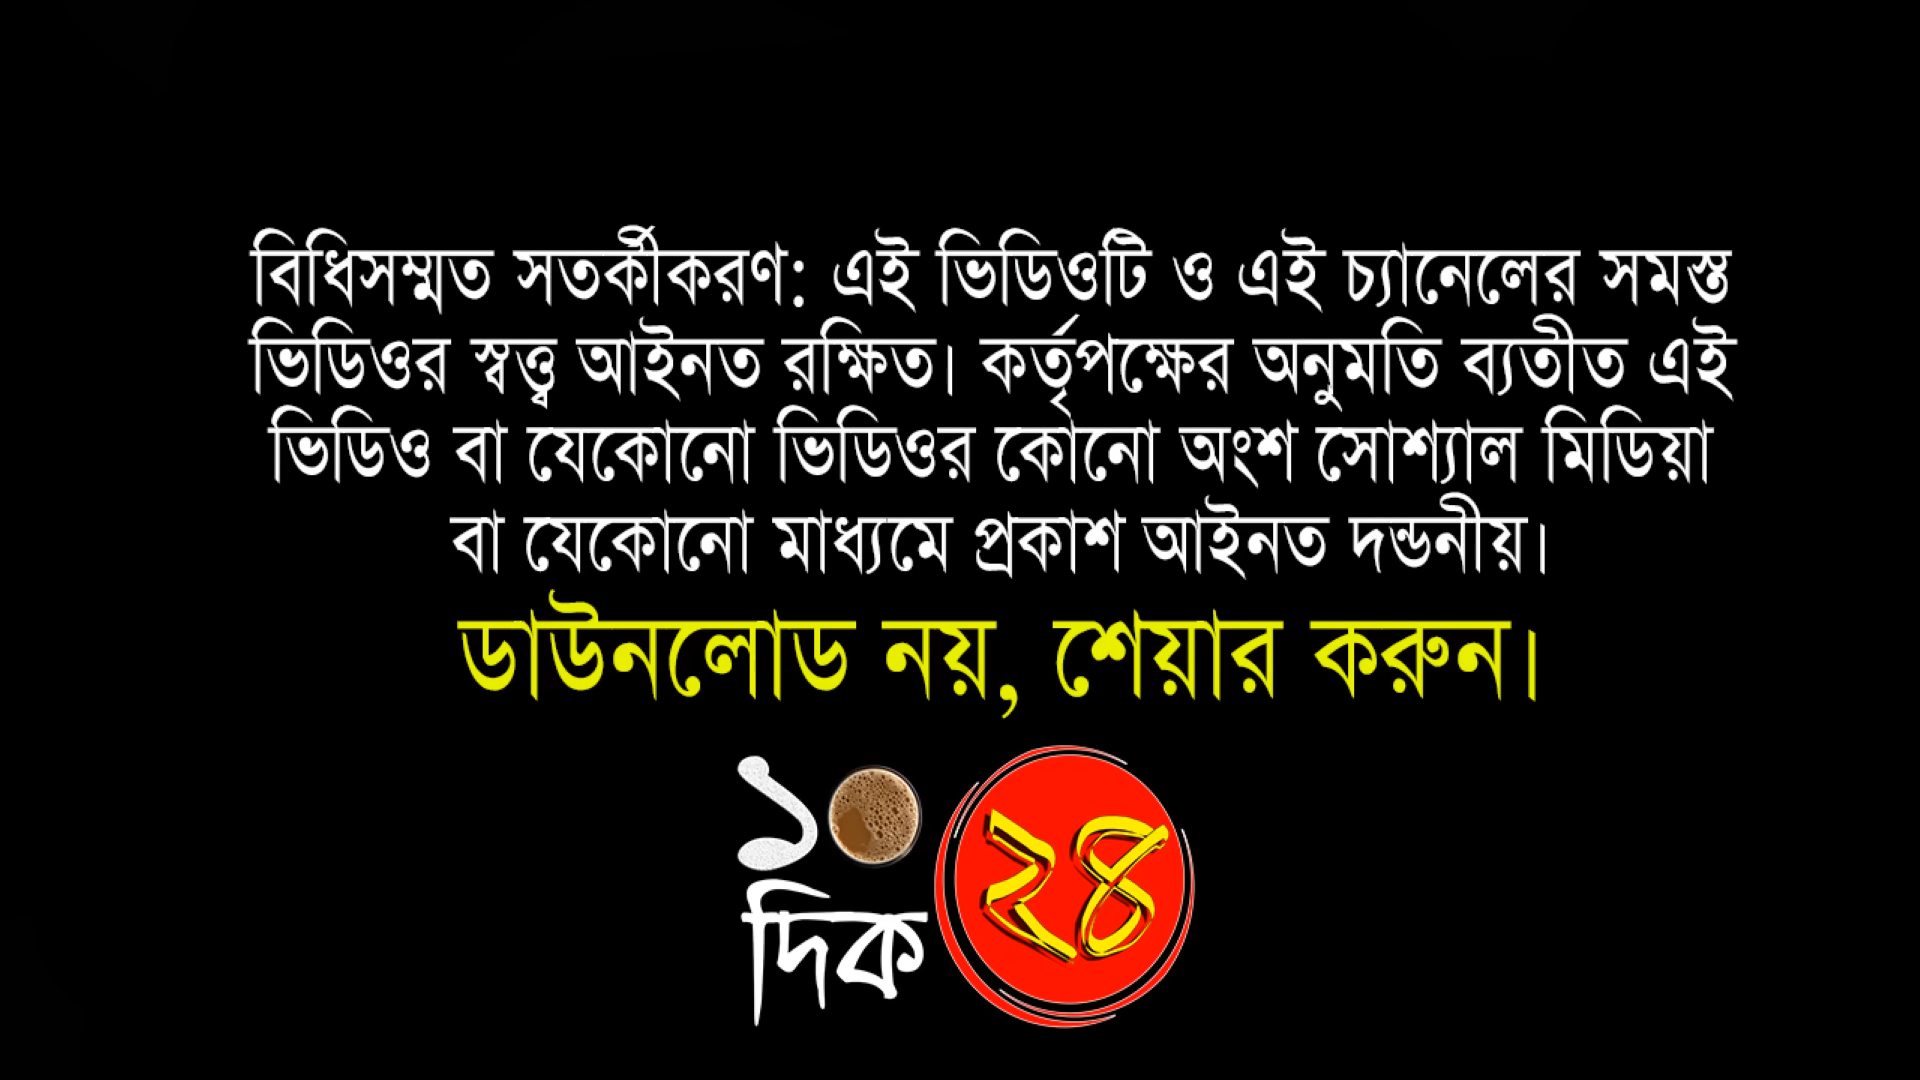 বিধিসম্মত সতর্কীকরণ: এই ভিডিওটি ও এই চ্যানেলের সমস্ত
ভিডিওর স্বত্ত্ব আইনত রক্ষিত। কর্তৃপক্ষের অনুমতি ব্যতীত এই
ভিডিও বা যেকোনো ভিডিওর কোনো অংশ সোশ্যাল মিডিয়া
বা যেকোনো মাধ্যমে প্রকাশ আইনত দন্ডনীয়।
ডাউনলোড নয়, শেয়ার করুন।
১০
দিক
২৪